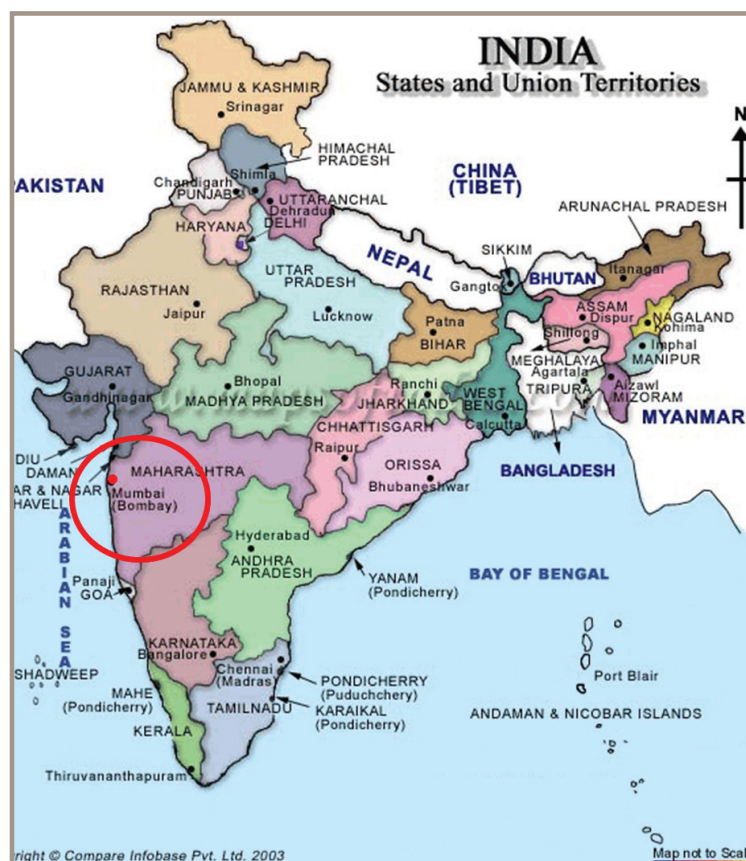 INDIA
States and Union Territories
N
JAMMU & KASHMIR
Srinagar
HIMACHAL
PRADESH
CHINA
(TIBET)
PAKISTAN
Chandigarh
PUNJAB
Shimla
UTTARANCHAL
Dehradun
ARUNACHAL PRADESH
HARYANA
DELHI
NEPAL
SIKKIM
Gangtok
BHUTAN
Itanagar
RAJASTHAN
Jaipur
UTTAR
PRADESH
Lucknow
ASSAM
Dispur
NAGALAND
Kohima
Patna
BIHAR
Shillong
MEGHALAYA
Imphal
MANIPUR
GUJARAT
Gandhinagar
Bhopal
MADHYA PRADESH
Ranchi
JHARKHAND
WEST
BENGAL
Calcutta
Agartala
TRIPURA
Aizawl
MIZORAM
MYANMAR
CHHATTISGARH
Raipur
DIU
DAMAN
AR & NAGAR
HAVELI
MAHARASHTRA
Mumbai
(Bombay)
ORISSA
Bhubaneshwar
BANGLADESH
ARABIAN SEA
Hyderabad
ANDHRA
PRADESH
YANAM
(Pondicherry)
BAY OF BENGAL
Panaji
GOA
KARNATAKA
Bangalore
SHADWEEP
Chennai
(Madras)
PONDICHERRY
(Puduchchery)
Port Blair
MAHE
(Pondicherry)
TAMILNADU
KARAIKAL
(Pondicherry)
ANDAMAN & NICOBAR ISLANDS
KERALA
Thiruvananthapuram
right © Compare Infobase Pvt. Ltd. 2003
Map not to Scal